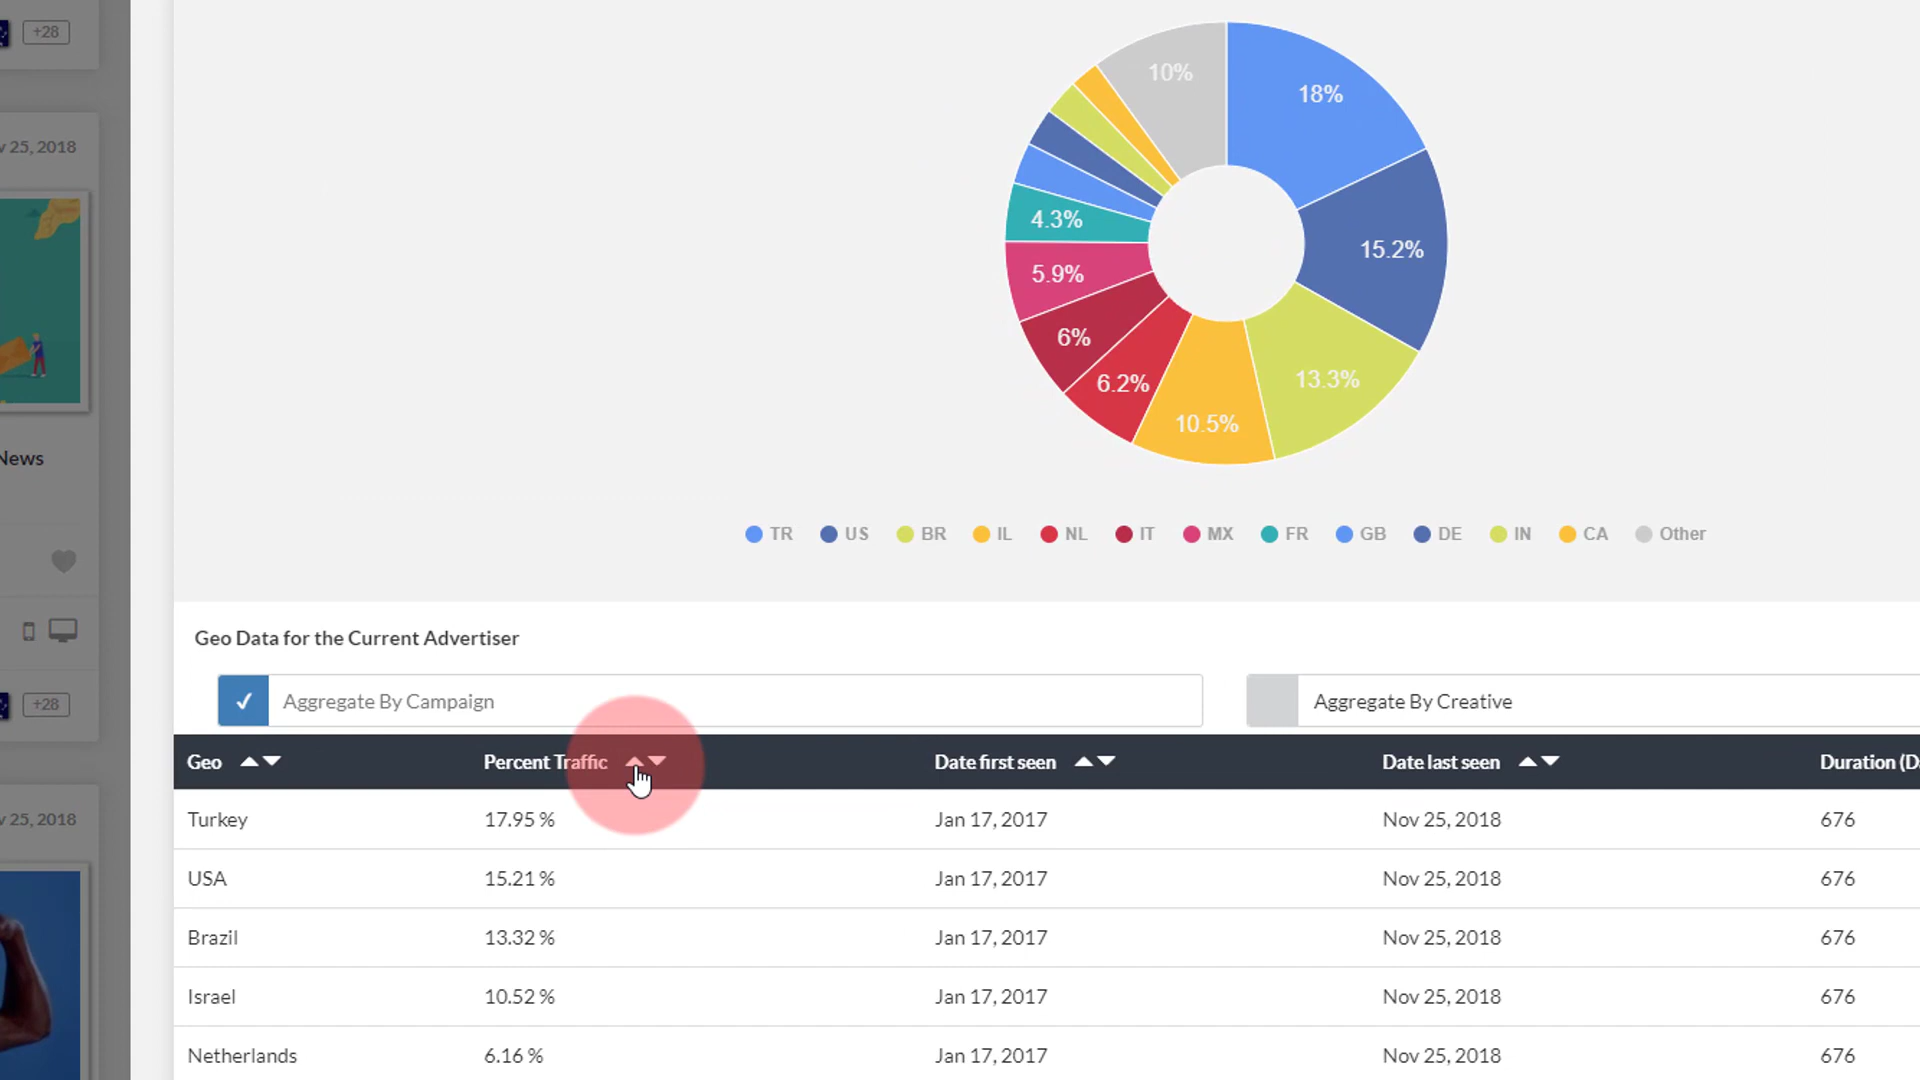 +28
25, 2018
News
+28
25, 2018
10%
18%
4.3%
15.2%
5.9%
6%
6.2%
13.3%
10.5%
TR US BR IL NL IT MX FR GB DE IN CA Other
Geo Data for the Current Advertiser
Aggregate By Campaign Aggregate By Creative
Geo Percent Traffic Date first seen Date last seen Duration (D
Turkey 17.95 % Jan 17, 2017 Nov 25, 2018 676
USA 15.21 % Jan 17, 2017 Nov 25, 2018 676
Brazil 13.32 % Jan 17, 2017 Nov 25, 2018 676
Israel 10.52 % Jan 17, 2017 Nov 25, 2018 676
Netherlands 6.16 % Jan 17, 2017 Nov 25, 2018 676